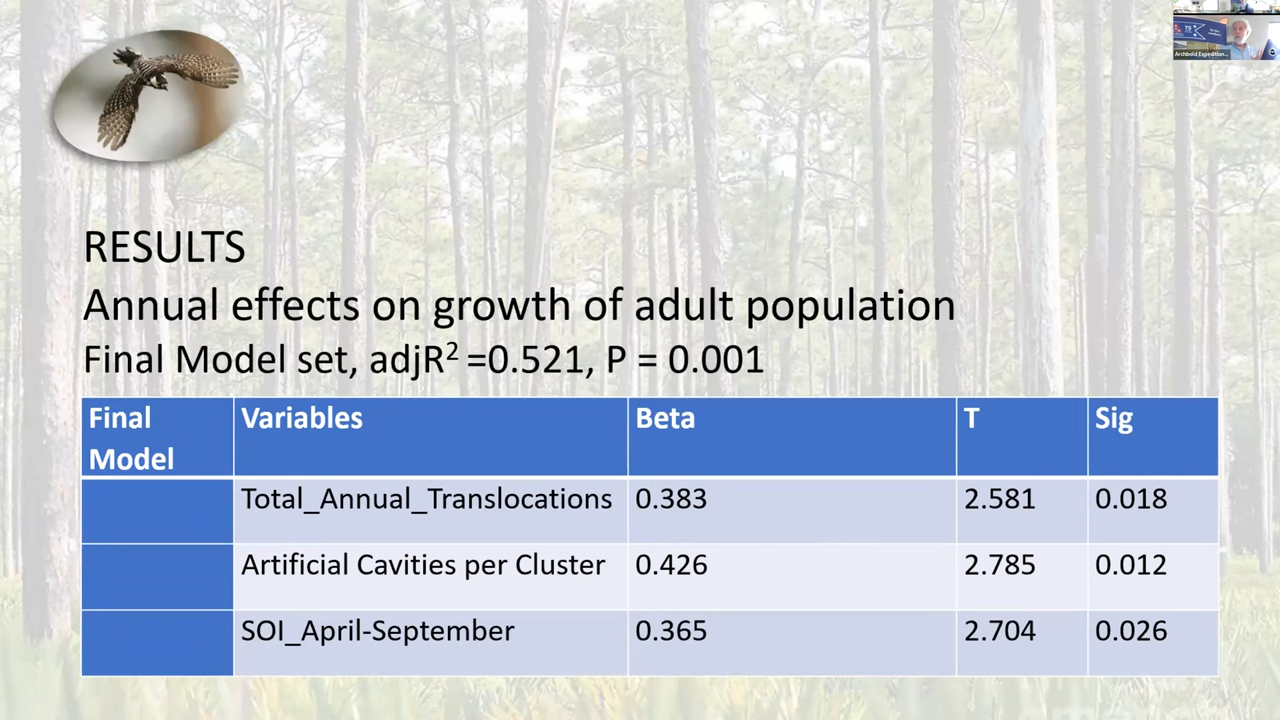 Archbold Expedition...
RESULTS
Annual effects on growth of adult population
Final Model set, adjR² =0.521, P = 0.001
Final Model Variables Beta T Sig
Total_Annual_Translocations 0.383 2.581 0.018
Artificial Cavities per Cluster 0.426 2.785 0.012
SOI_April-September 0.365 2.704 0.026